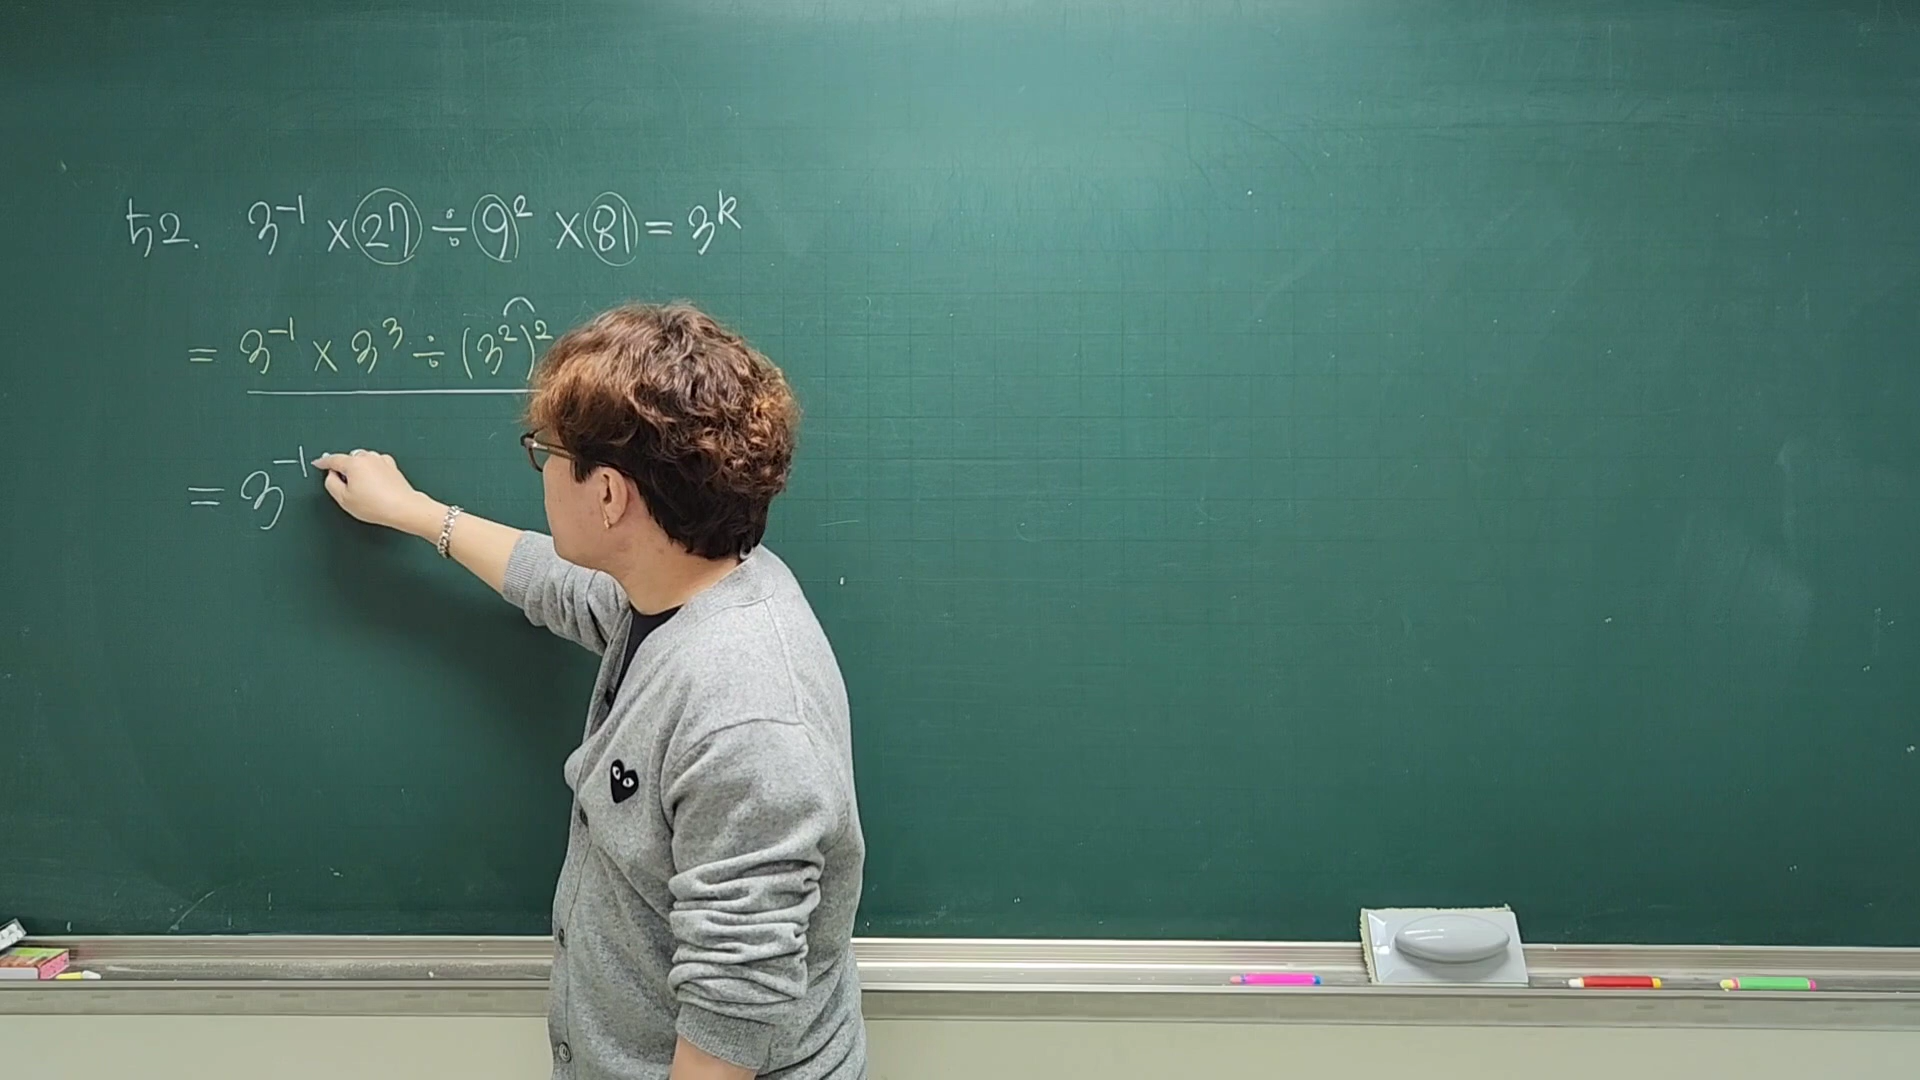 52. 3⁻¹ × 27 ÷ 9² × 81 = 3ᵏ
= 3⁻¹ × 3³ ÷ (3²)²
= 3⁻¹